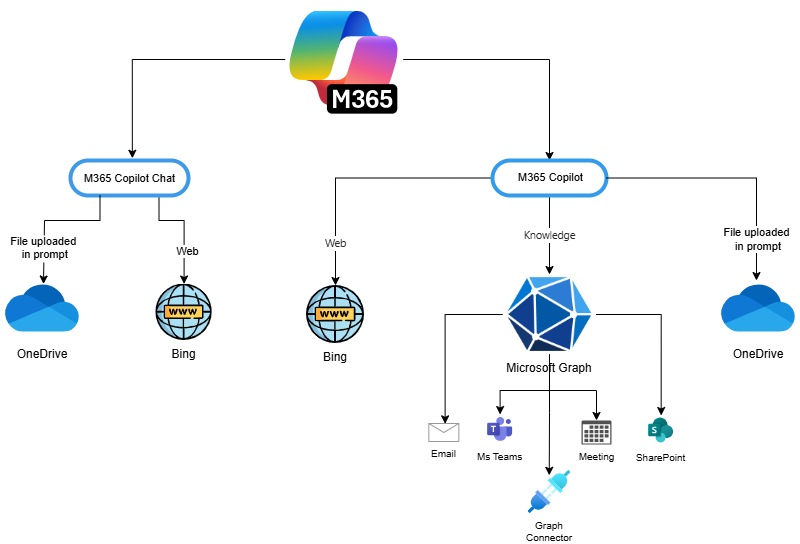 M365
M365 Copilot Chat
M365 Copilot
File uploaded
in prompt
Web
Web
Knowledge
File uploaded
in prompt
www
www
OneDrive
Bing
Bing
Microsoft Graph
OneDrive
T
S
Email
Ms Teams
Meeting
SharePoint
Graph
Connector